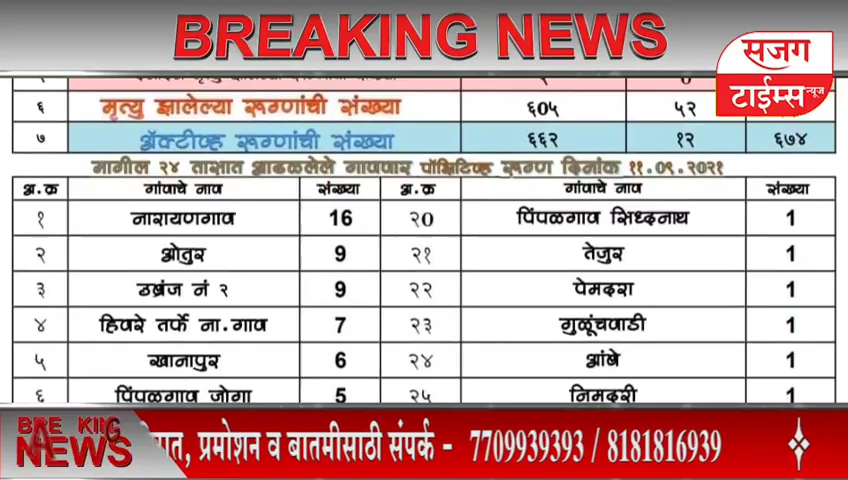 BREAKING NEWS
सजग
टाईम्स न्यूज
६ मृत्यु झालेल्या रुग्णांची संख्या ६०५ ५२
७ ॲक्टीव्ह रुग्णांची संख्या ६६२ १२ ६७४
मागील २४ तासात आढळलेले गाववार पॉझिटिव्ह रुग्ण दिनांक ११.०९.२०२१
अ.क्र गांवाचे नाव संख्या अ.क्र गांवाचे नाव संख्या
१ नारायणगाव 16 २० पिंपळगाव सिध्दनाथ 1
२ ओतुर 9 २१ तेजुर 1
३ उब्रंज नं २ 9 २२ पेमदरा 1
४ हिवरे तर्फे ना.गाव 7 २३ गुळूंचवाडी 1
५ खानापुर 6 २४ आंबे 1
६ पिंपळगाव जोगा 5 २५ निमदरी 1
BREAKING
NEWS
प्रमोशन व बातमीसाठी संपर्क - 7709939393 / 8181816939